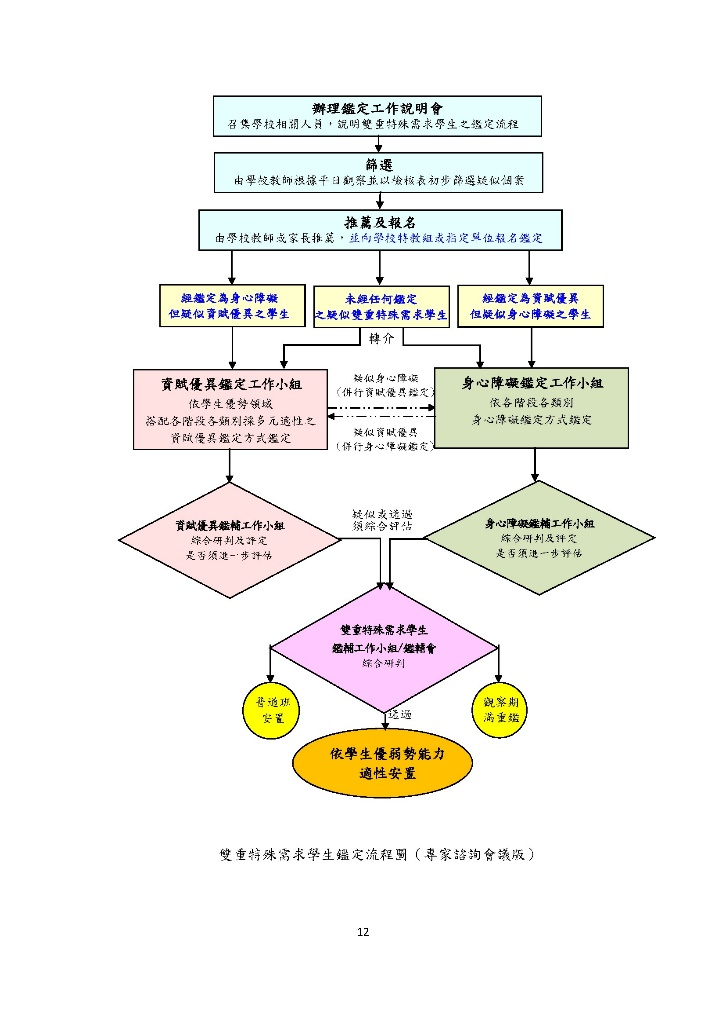 辦理鑑定工作說明會
召集學校相關人員，說明雙重特殊需求學生之鑑定流程
篩選
由學校教師根據平日觀察並以檢核表初步篩選疑似個案
推薦及報名
由學校教師或家長推薦，並向學校特教組或指定單位報名鑑定
經鑑定為身心障礙
但疑似資賦優異之學生
未經任何鑑定
之疑似雙重特殊需求學生
經鑑定為資賦優異
但疑似身心障礙之學生
轉介
資賦優異鑑定工作小組
依學生優勢領域
搭配各階段各類別採多元適性之
資賦優異鑑定方式鑑定
疑似身心障礙
（併行資賦優異鑑定）
疑似資賦優異
（併行身心障礙鑑定）
身心障礙鑑定工作小組
依各階段各類別
身心障礙鑑定方式鑑定
資賦優異鑑輔工作小組
綜合研判及評定
是否須進一步評估
疑似或通過
須綜合評估
身心障礙鑑輔工作小組
綜合研判及評定
是否須進一步評估
雙重特殊需求學生
鑑輔工作小組/鑑輔會
綜合研判
普通班
安置
通過
觀察期
滿重鑑
依學生優弱勢能力
適性安置
雙重特殊需求學生鑑定流程圖（專家諮詢會議版）
12